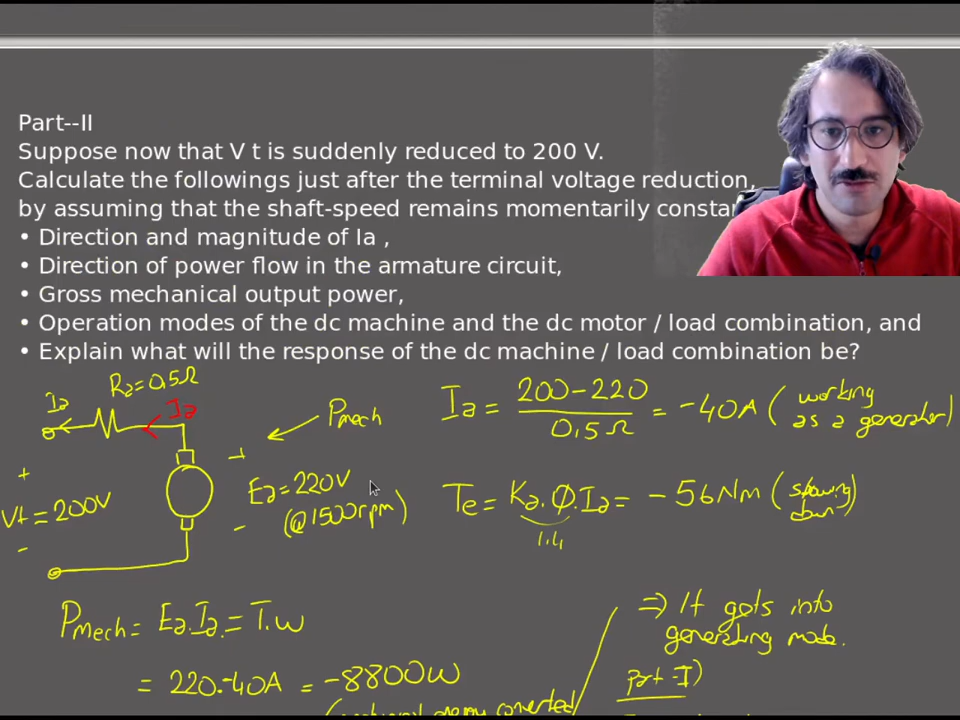 Part--II
Suppose now that V t is suddenly reduced to 200 V.
Calculate the followings just after the terminal voltage reduction,
by assuming that the shaft-speed remains momentarily constan
• Direction and magnitude of Ia ,
• Direction of power flow in the armature circuit,
• Gross mechanical output power,
• Operation modes of the dc machine and the dc motor / load combination, and
• Explain what will the response of the dc machine / load combination be?
Ra=0.5Ω
Ia
Ia
Pmech
+
Vt=200V
-
+
Ea=220V
(@1500rpm)
-
Ia = 200-220 / 0.5Ω = -40A (working as a generator)
Te = Ka.Φ.Ia = -56Nm (slowing down)
1.4
Pmech = Ea.Ia = T.w
= 220.-40A = -8800W
⇒ It gets into
generating mode.
Part-I)